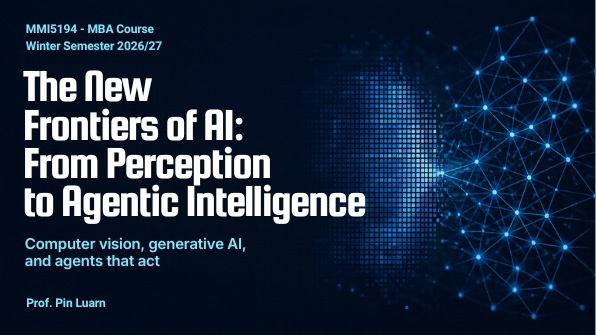 MMI5194 - MBA Course
Winter Semester 2026/27
The New
Frontiers of AI:
From Perception
to Agentic Intelligence
Computer vision, generative AI,
and agents that act
Prof. Pin Luarn